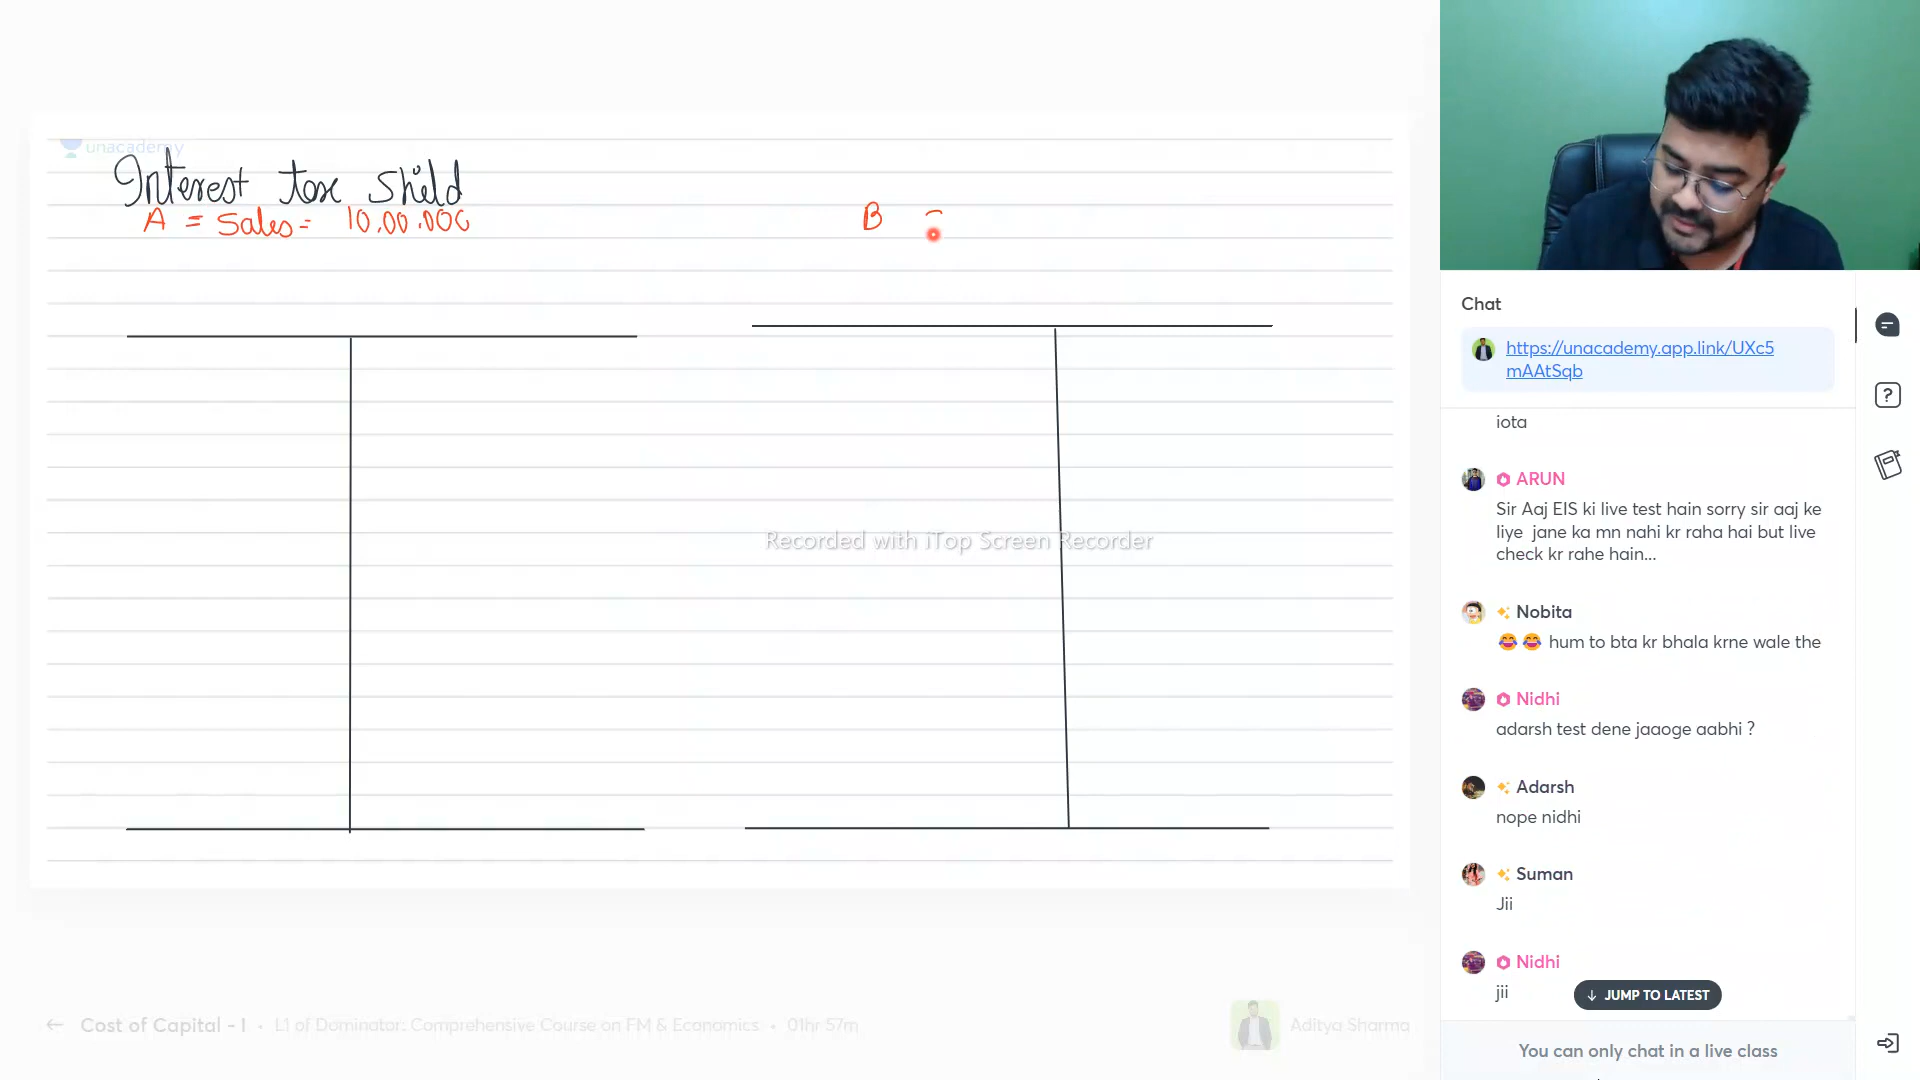 unacademy
Interest tax Shild
A = Sales = 10,00,000
B =
Recorded with iTop Screen Recorder
Cost of Capital - I • L1 of Dominator: Comprehensive Course on FM & Economics • 01hr 57m
Aditya Sharma
Chat
https://unacademy.app.link/UXc5
mAAtSqb
iota
ARUN
Sir Aaj EIS ki live test hain sorry sir aaj ke
liye jane ka mn nahi kr raha hai but live
check kr rahe hain...
Nobita
😂 😂 hum to bta kr bhala krne wale the
Nidhi
adarsh test dene jaaoge aabhi ?
Adarsh
nope nidhi
Suman
Jii
Nidhi
jii
↓ JUMP TO LATEST
You can only chat in a live class